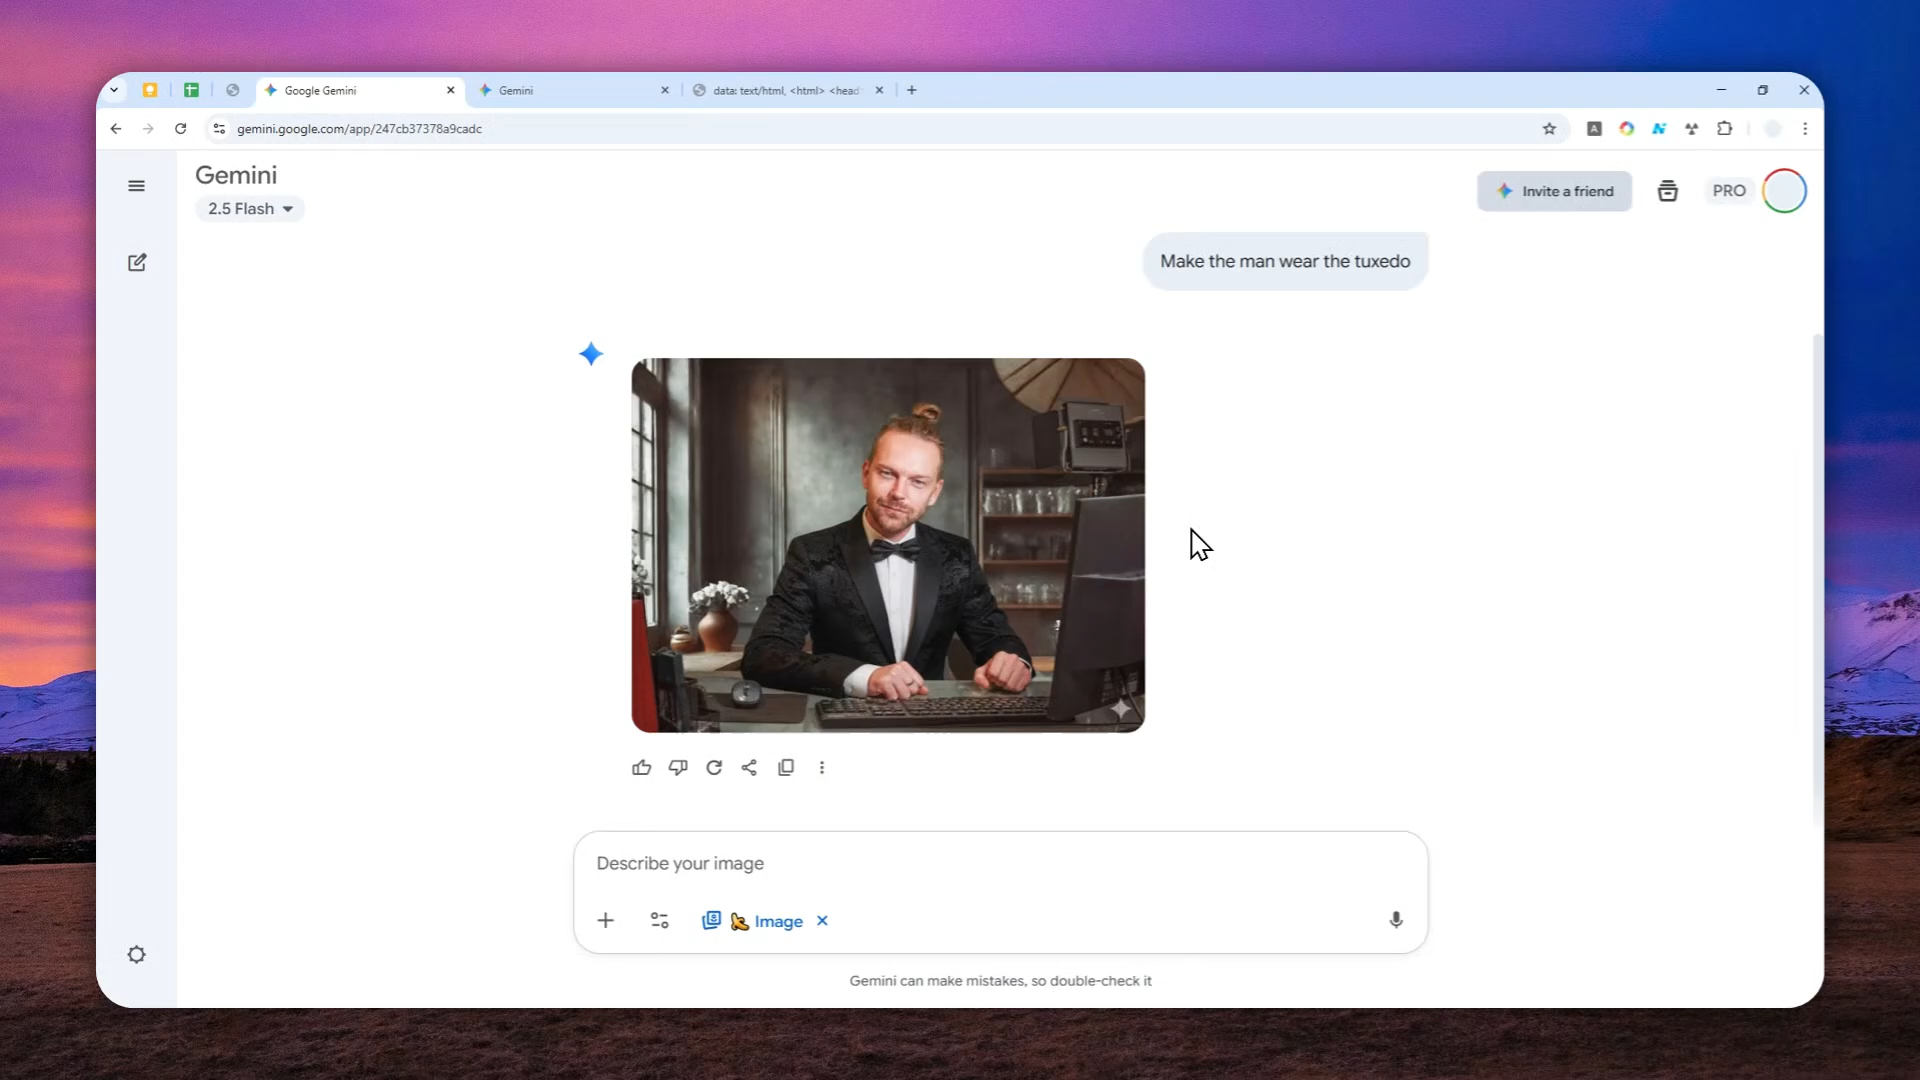 Google Gemini
Gemini
data: text/html, <html> <head
gemini.google.com/app/247cb37378a9cadc
Gemini
2.5 Flash
Invite a friend
PRO
Make the man wear the tuxedo
Describe your image
Image
Gemini can make mistakes, so double-check it